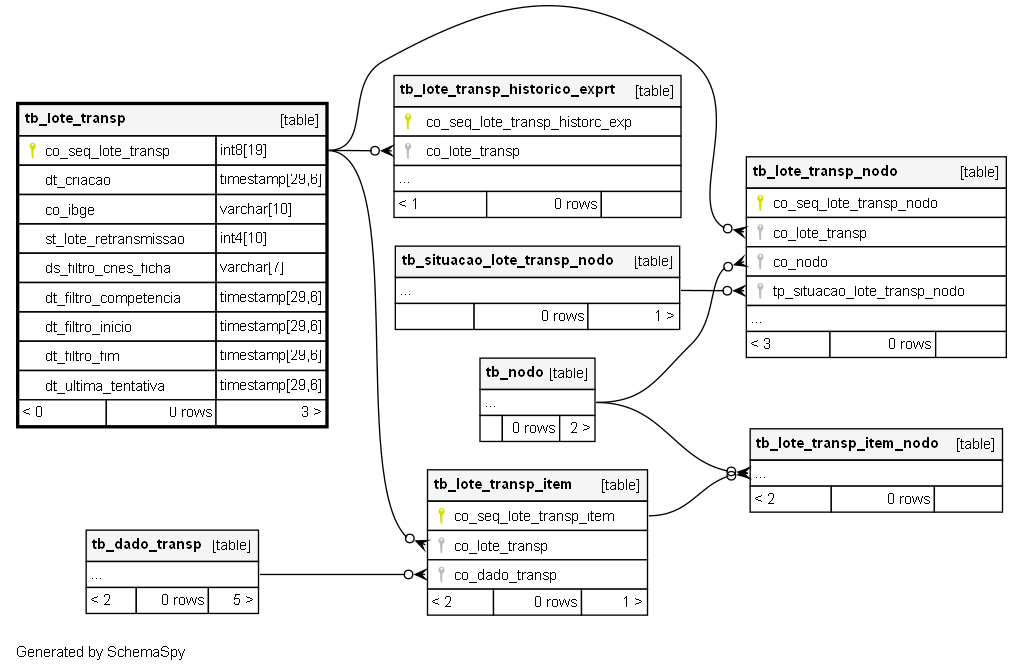 tb_lote_transp [table]
co_seq_lote_transp int8[19]
dt_criacao timestamp[29,6]
co_ibge varchar[10]
st_lote_retransmissao int4[10]
ds_filtro_cnes_ficha varchar[7]
dt_filtro_competencia timestamp[29,6]
dt_filtro_inicio timestamp[29,6]
dt_filtro_fim timestamp[29,6]
dt_ultima_tentativa timestamp[29,6]
< 0 0 rows 3 >
tb_lote_transp_historico_exprt [table]
co_seq_lote_transp_historc_exp
co_lote_transp
...
< 1 0 rows
tb_situacao_lote_transp_nodo [table]
...
0 rows 1 >
tb_nodo [table]
...
0 rows 2 >
tb_lote_transp_nodo [table]
co_seq_lote_transp_nodo
co_lote_transp
co_nodo
tp_situacao_lote_transp_nodo
...
< 3 0 rows
tb_lote_transp_item_nodo [table]
...
< 2 0 rows
tb_lote_transp_item [table]
co_seq_lote_transp_item
co_lote_transp
co_dado_transp
< 2 0 rows 1 >
tb_dado_transp [table]
...
< 2 0 rows 5 >
Generated by SchemaSpy